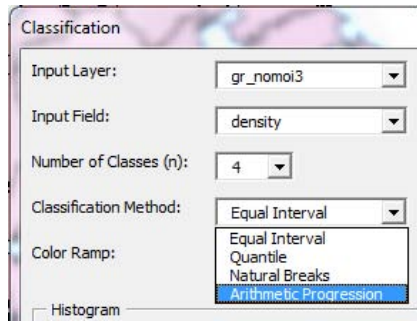 Classification
Input Layer: gr_nomoi3
Input Field: density
Number of Classes (n): 4
Classification Method: Equal Interval
Equal Interval
Color Ramp: Quantile
Natural Breaks
Arithmetic Progression
Histogram